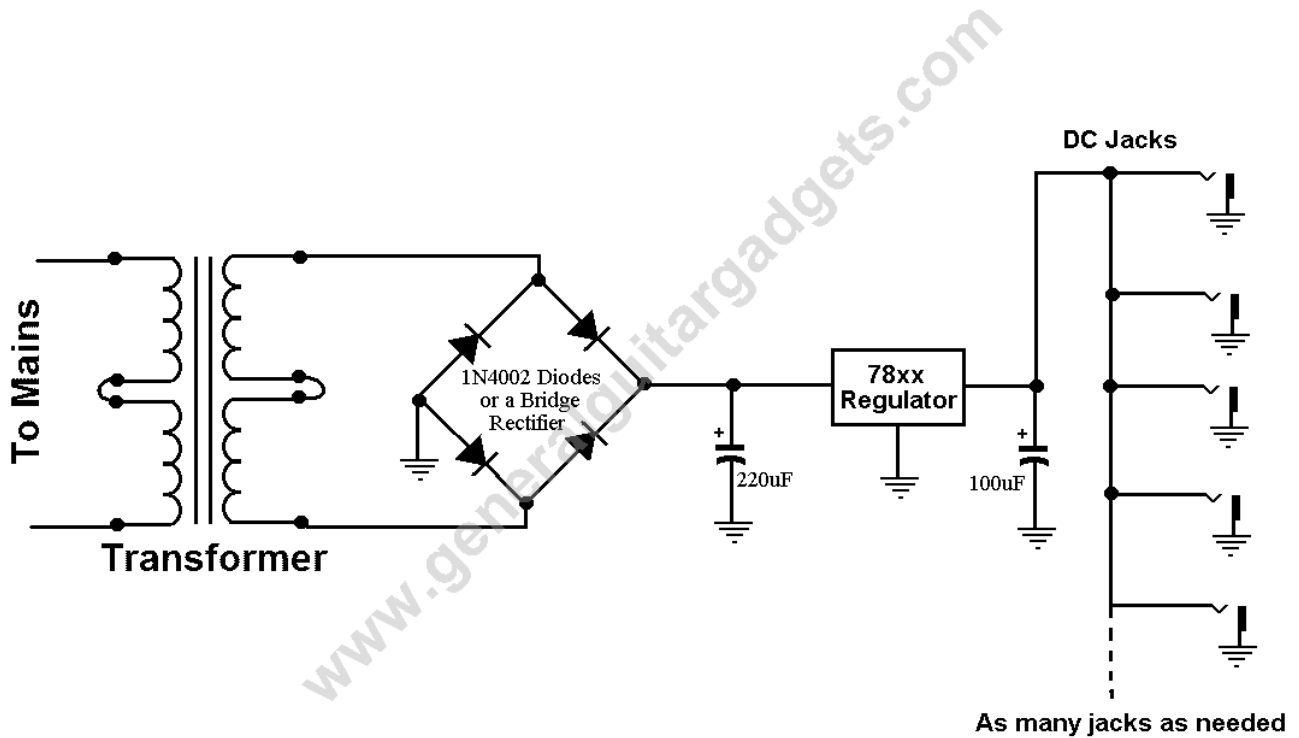 www.generalguitargadgets.com
DC Jacks
To Mains
1N4002 Diodes
or a Bridge
Rectifier
78xx
Regulator
+
220uF
+
100uF
Transformer
As many jacks as needed